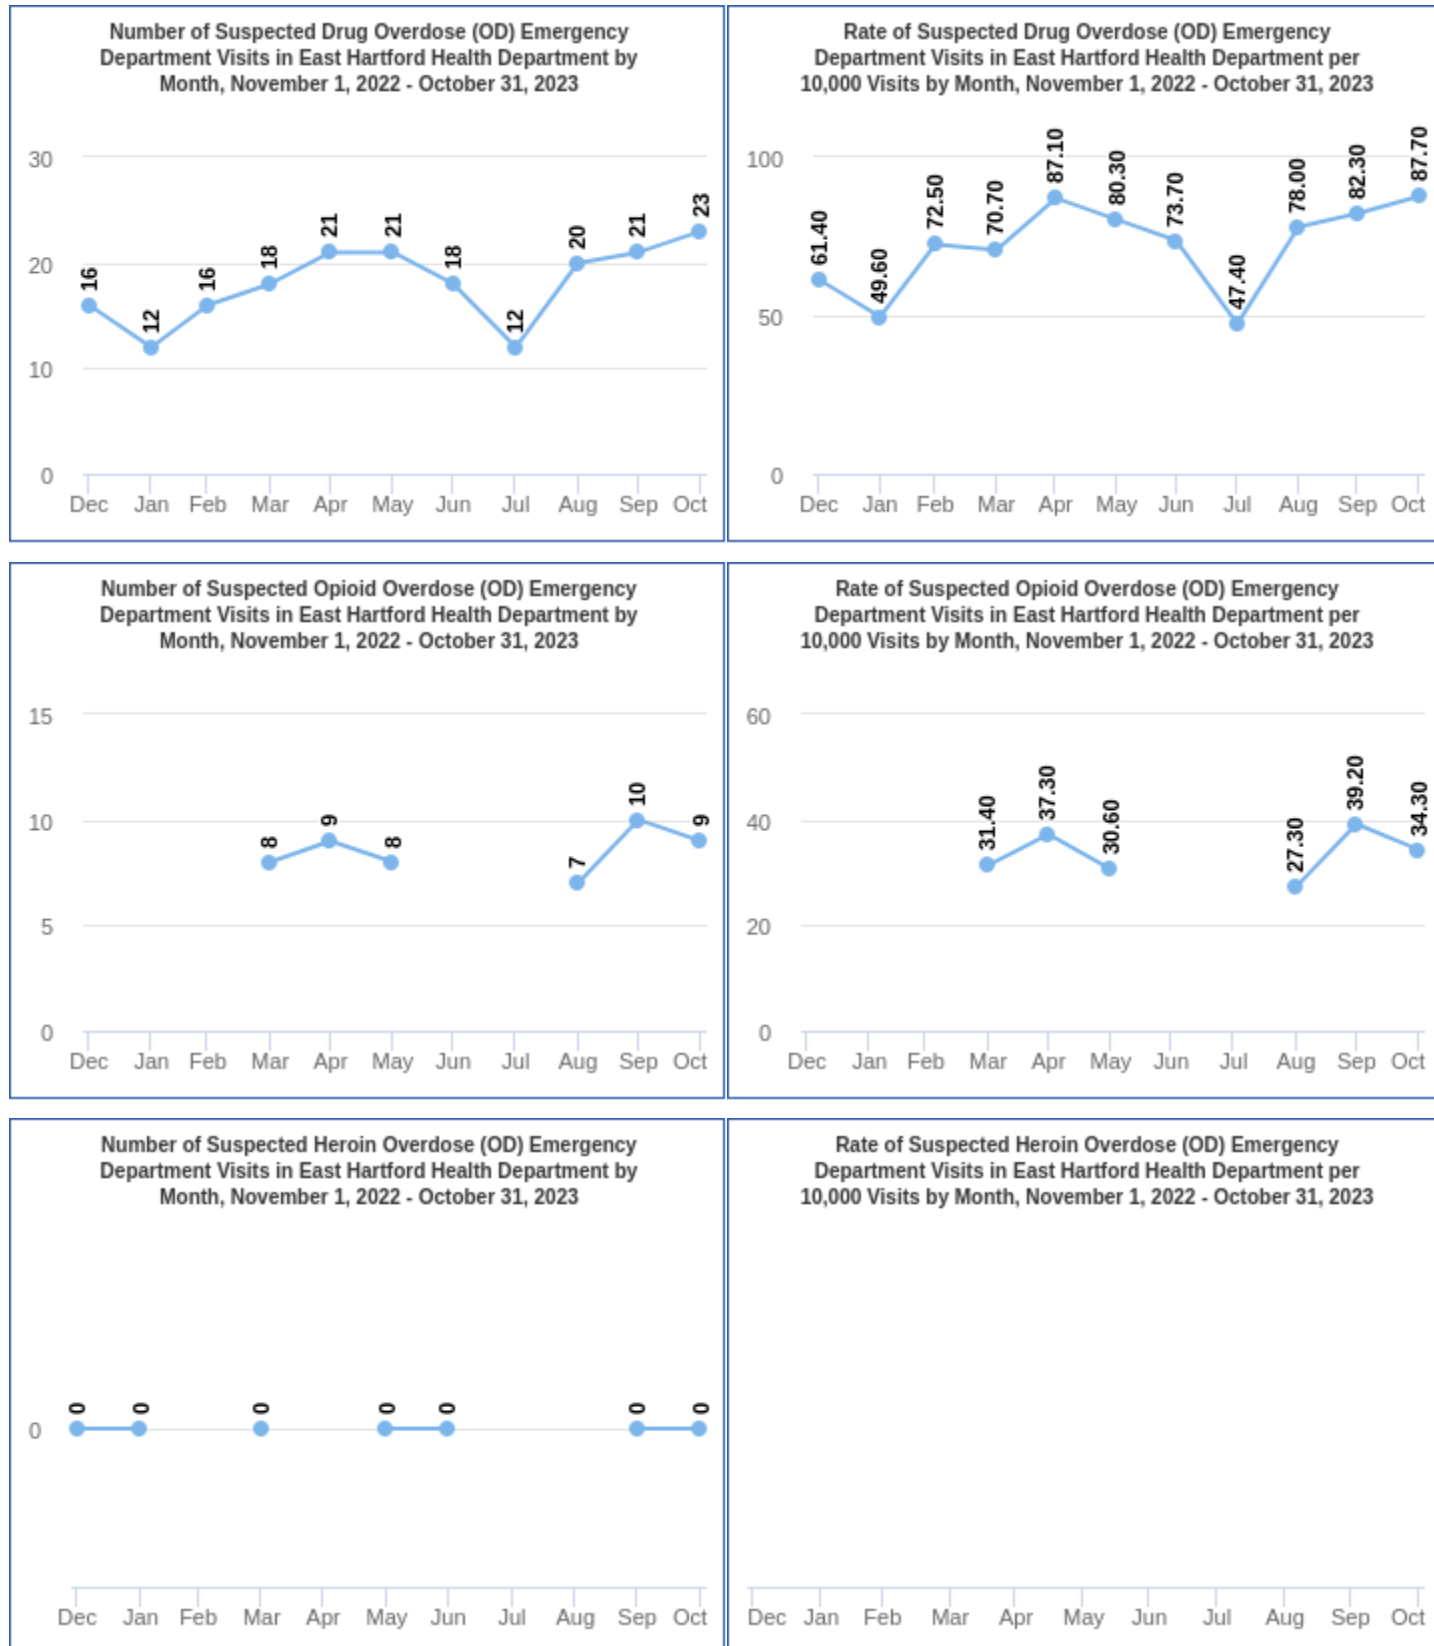 Number of Suspected Drug Overdose (OD) Emergency
Department Visits in East Hartford Health Department by
Month, November 1, 2022 - October 31, 2023
30
20
10
0
16
12
16
18
21
21
18
12
20
21
23
Dec Jan Feb Mar Apr May Jun Jul Aug Sep Oct
Rate of Suspected Drug Overdose (OD) Emergency
Department Visits in East Hartford Health Department per
10,000 Visits by Month, November 1, 2022 - October 31, 2023
100
50
0
61.40
49.60
72.50
70.70
87.10
80.30
73.70
47.40
78.00
82.30
87.70
Dec Jan Feb Mar Apr May Jun Jul Aug Sep Oct
Number of Suspected Opioid Overdose (OD) Emergency
Department Visits in East Hartford Health Department by
Month, November 1, 2022 - October 31, 2023
15
10
5
0
8
9
8
7
10
9
Dec Jan Feb Mar Apr May Jun Jul Aug Sep Oct
Rate of Suspected Opioid Overdose (OD) Emergency
Department Visits in East Hartford Health Department per
10,000 Visits by Month, November 1, 2022 - October 31, 2023
60
40
20
0
31.40
37.30
30.60
27.30
39.20
34.30
Dec Jan Feb Mar Apr May Jun Jul Aug Sep Oct
Number of Suspected Heroin Overdose (OD) Emergency
Department Visits in East Hartford Health Department by
Month, November 1, 2022 - October 31, 2023
0
0
0
0
0
0
0
0
Dec Jan Feb Mar Apr May Jun Jul Aug Sep Oct
Rate of Suspected Heroin Overdose (OD) Emergency
Department Visits in East Hartford Health Department per
10,000 Visits by Month, November 1, 2022 - October 31, 2023
Dec Jan Feb Mar Apr May Jun Jul Aug Sep Oct